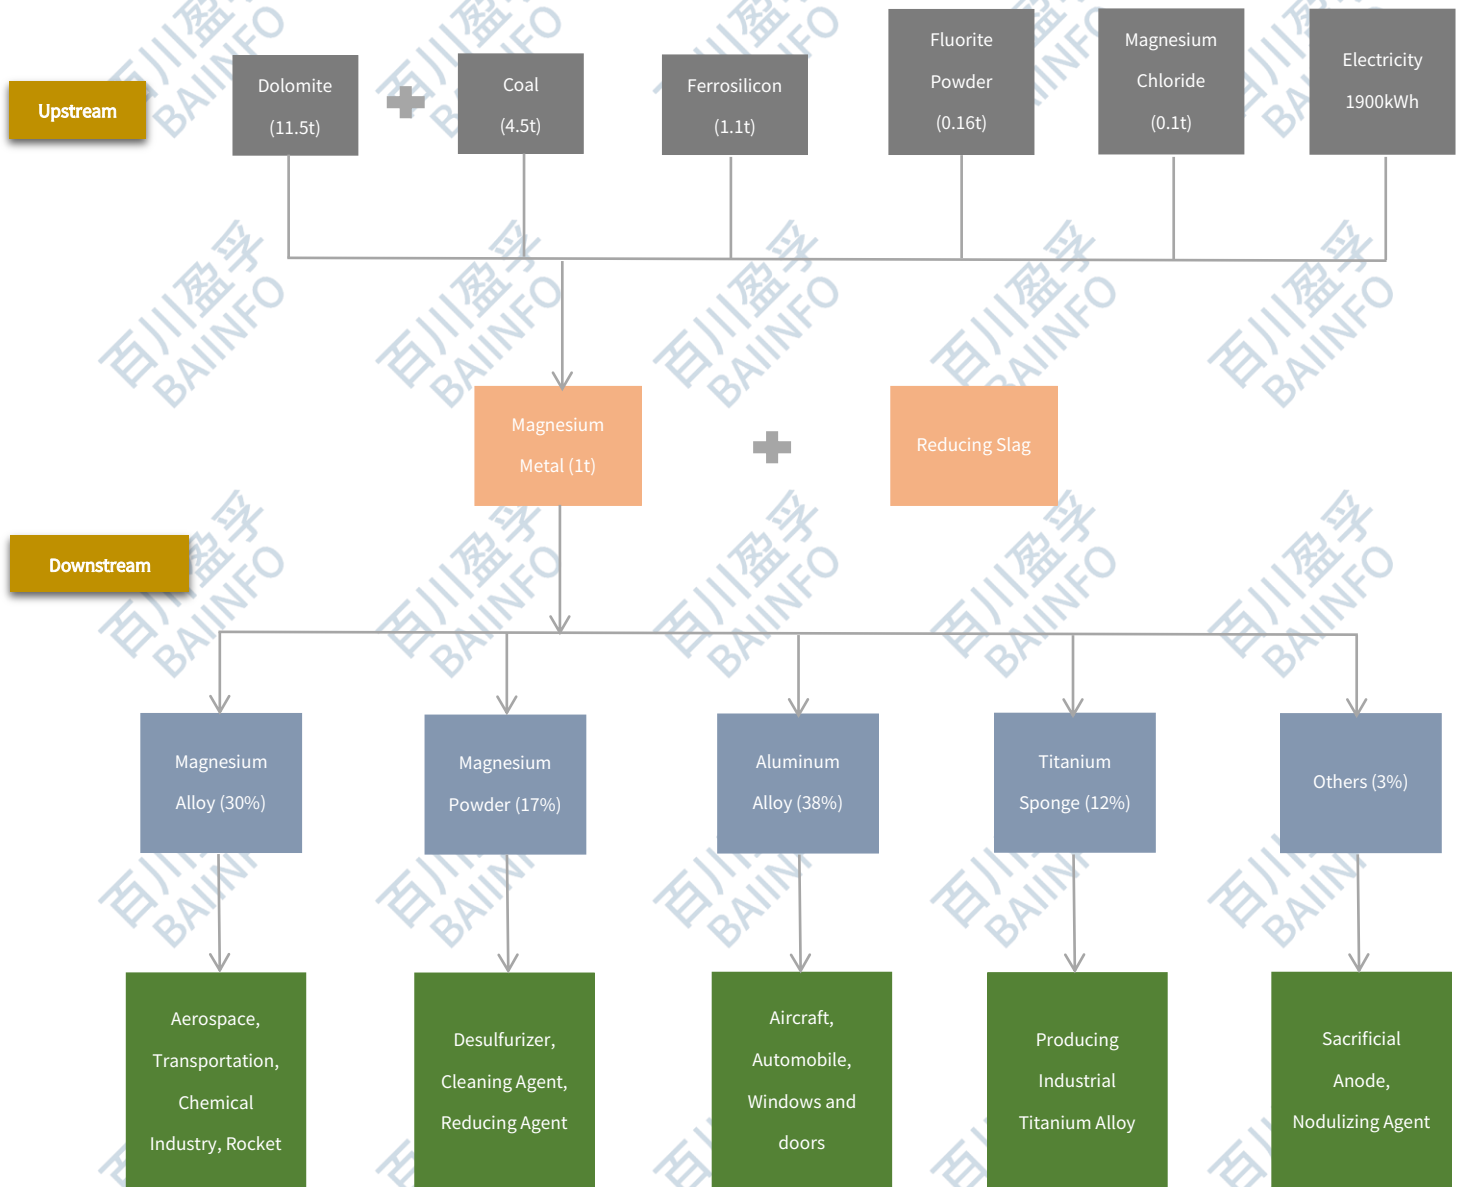 Upstream
Dolomite
(11.5t)
Coal
(4.5t)
Ferrosilicon
(1.1t)
Fluorite
Powder
(0.16t)
Magnesium
Chloride
(0.1t)
Electricity
1900kWh
Magnesium
Metal (1t)
Reducing Slag
Downstream
Magnesium
Alloy (30%)
Magnesium
Powder (17%)
Aluminum
Alloy (38%)
Titanium
Sponge (12%)
Others (3%)
Aerospace,
Transportation,
Chemical
Industry, Rocket
Desulfurizer,
Cleaning Agent,
Reducing Agent
Aircraft,
Automobile,
Windows and
doors
Producing
Industrial
Titanium Alloy
Sacrificial
Anode,
Nodulizing Agent
百川盈孚
BAIINFO